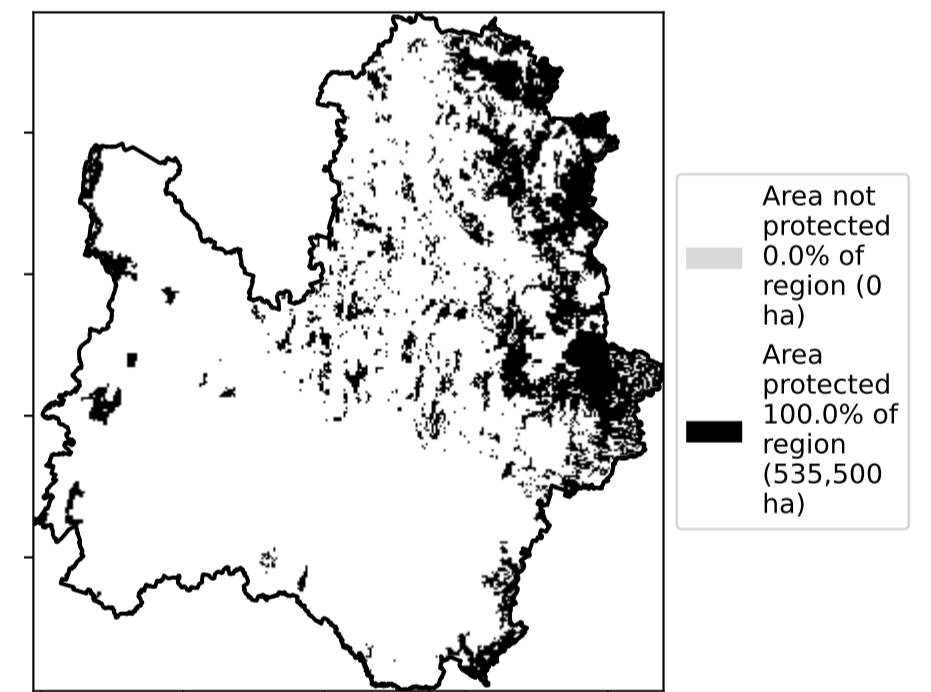 Area not
protected
0.0% of
region (0
ha)
Area
protected
100.0% of
region
(535,500
ha)